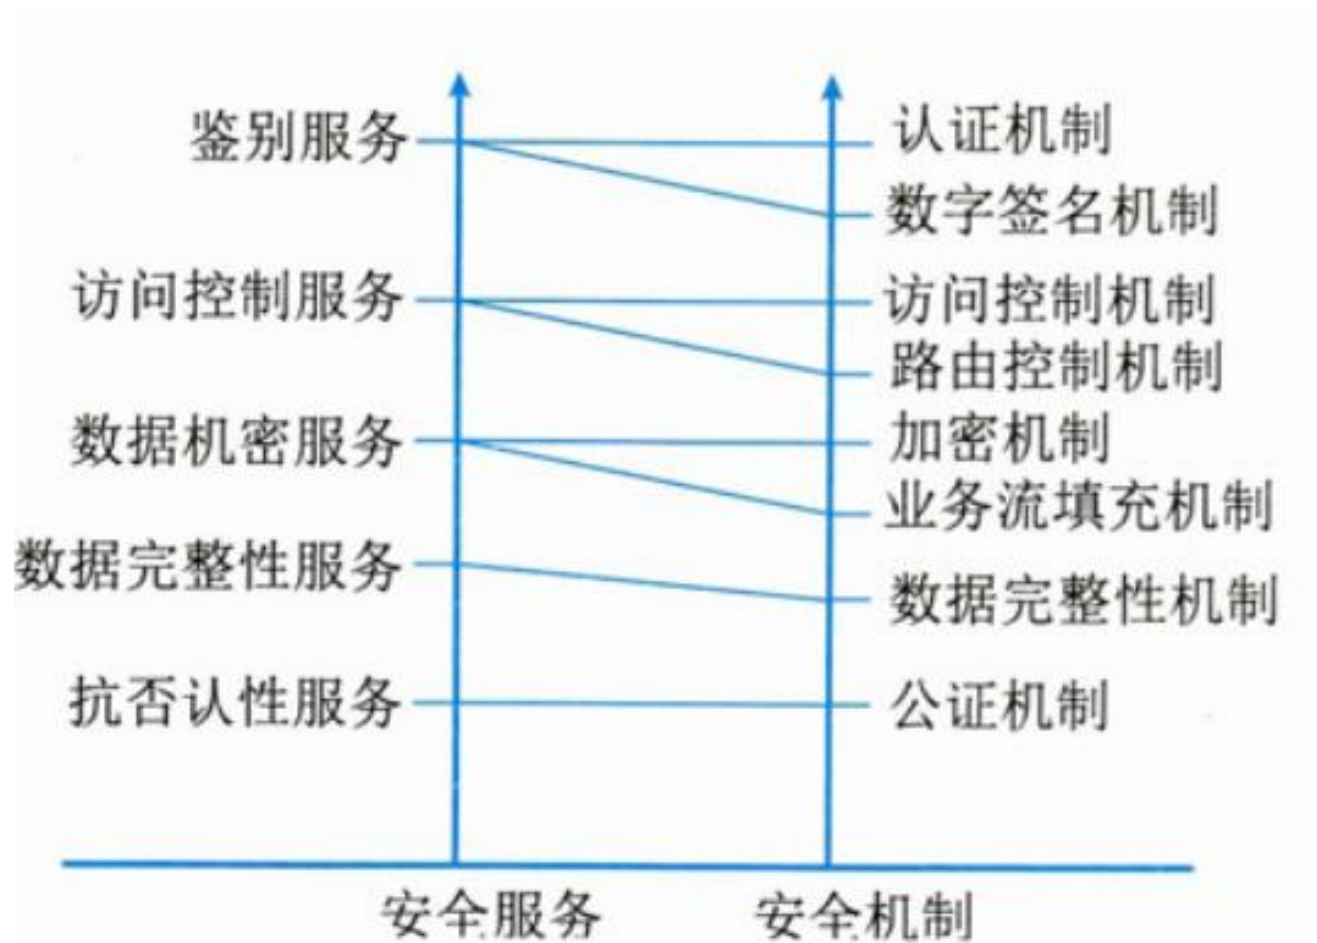 鉴别服务
认证机制
数字签名机制
访问控制服务
访问控制机制
路由控制机制
数据机密服务
加密机制
业务流填充机制
数据完整性服务
数据完整性机制
抗否认性服务
公证机制
安全服务
安全机制